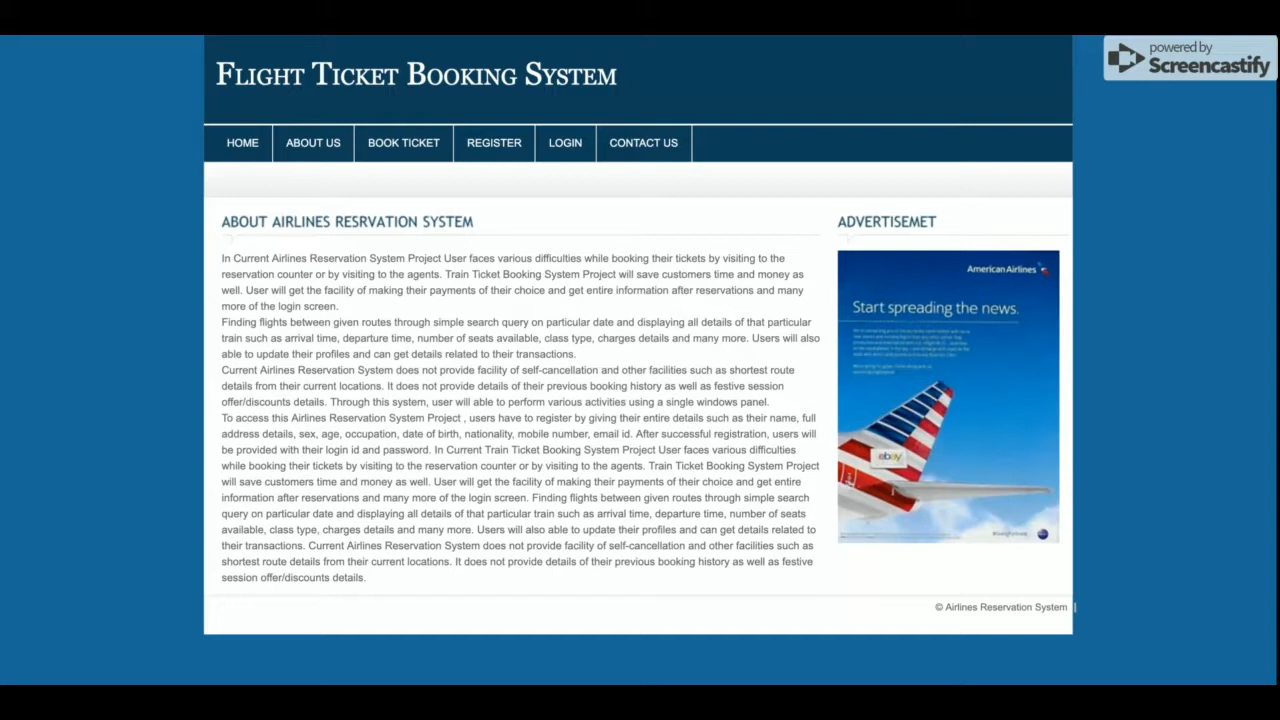 powered by
Screencastify
FLIGHT TICKET BOOKING SYSTEM
HOME ABOUT US BOOK TICKET REGISTER LOGIN CONTACT US
ABOUT AIRLINES RESRVATION SYSTEM
In Current Airlines Reservation System Project User faces various difficulties while booking their tickets by visiting to the
reservation counter or by visiting to the agents. Train Ticket Booking System Project will save customers time and money as
well. User will get the facility of making their payments of their choice and get entire information after reservations and many
more of the login screen.
Finding flights between given routes through simple search query on particular date and displaying all details of that particular
train such as arrival time, departure time, number of seats available, class type, charges details and many more. Users will also
able to update their profiles and can get details related to their transactions.
Current Airlines Reservation System does not provide facility of self-cancellation and other facilities such as shortest route
details from their current locations. It does not provide details of their previous booking history as well as festive session
offer/discounts details. Through this system, user will able to perform various activities using a single windows panel.
To access this Airlines Reservation System Project , users have to register by giving their entire details such as their name, full
address details, sex, age, occupation, date of birth, nationality, mobile number, email id. After successful registration, users will
be provided with their login id and password. In Current Train Ticket Booking System Project User faces various difficulties
while booking their tickets by visiting to the reservation counter or by visiting to the agents. Train Ticket Booking System Project
will save customers time and money as well. User will get the facility of making their payments of their choice and get entire
information after reservations and many more of the login screen. Finding flights between given routes through simple search
query on particular date and displaying all details of that particular train such as arrival time, departure time, number of seats
available, class type, charges details and many more. Users will also able to update their profiles and can get details related to
their transactions. Current Airlines Reservation System does not provide facility of self-cancellation and other facilities such as
shortest route details from their current locations. It does not provide details of their previous booking history as well as festive
session offer/discounts details.
ADVERTISEMET
American Airlines
Start spreading the news.
ebay
© Airlines Reservation System